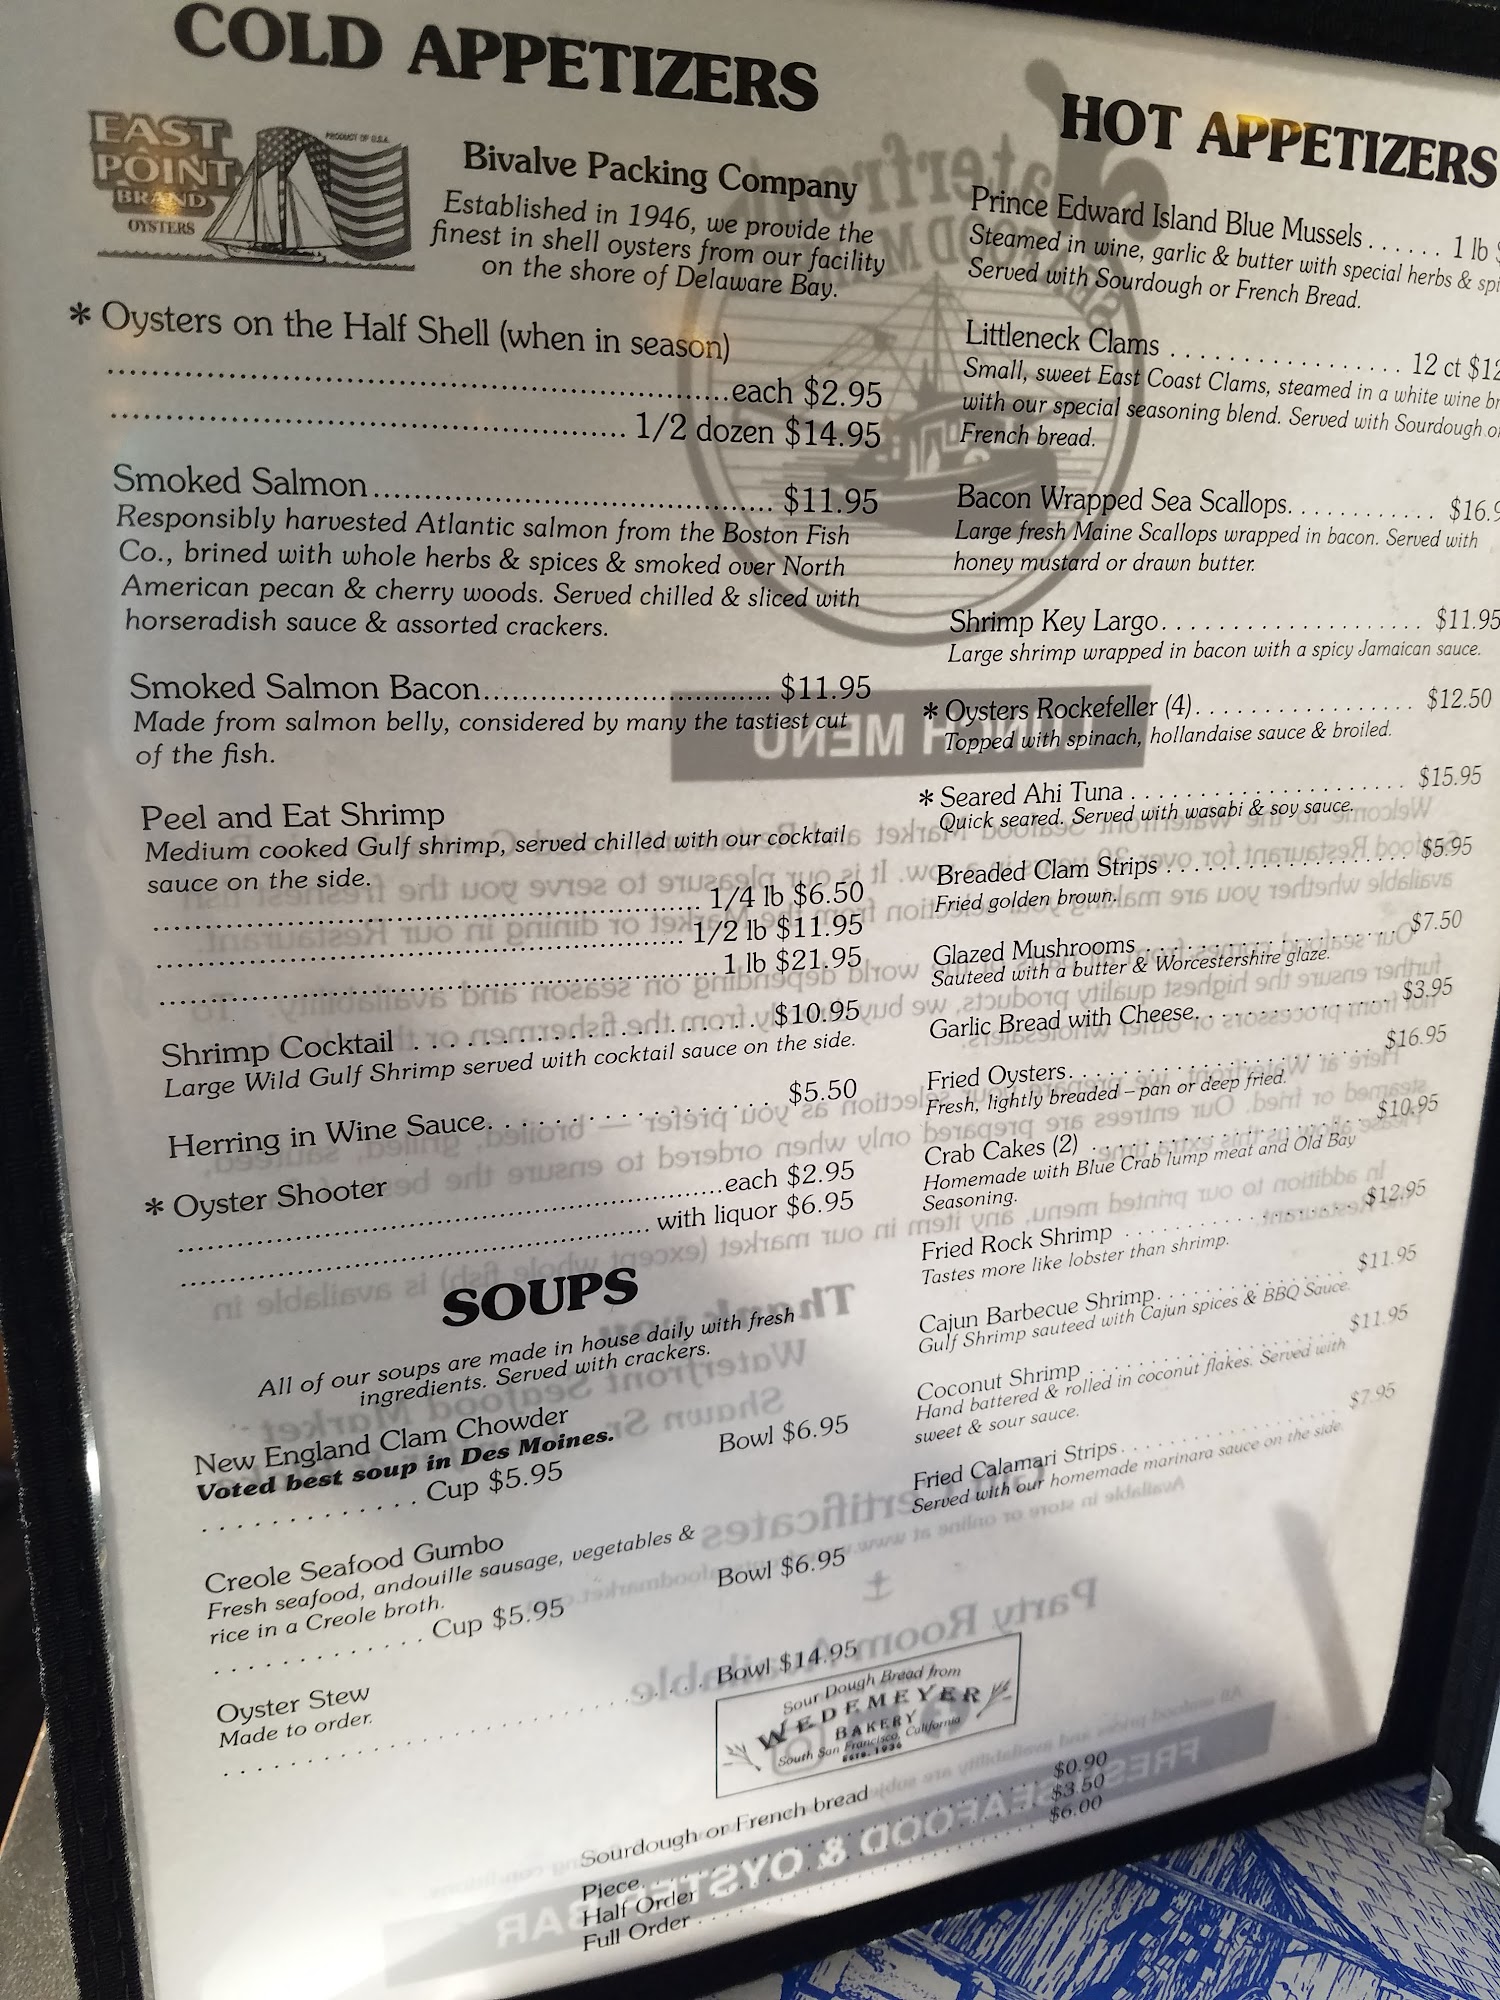 COLD APPETIZERS
EAST
POINT
BRAND
OYSTERS
PRODUCT OF U.S.A.
Bivalve Packing Company
Established in 1946, we provide the
finest in shell oysters from our facility
on the shore of Delaware Bay.
* Oysters on the Half Shell (when in season)
each $2.95
1/2 dozen $14.95
Smoked Salmon $11.95
Responsibly harvested Atlantic salmon from the Boston Fish
Co., brined with whole herbs & spices & smoked over North
American pecan & cherry woods. Served chilled & sliced with
horseradish sauce & assorted crackers.
Smoked Salmon Bacon $11.95
Made from salmon belly, considered by many the tastiest cut
of the fish.
Peel and Eat Shrimp
Medium cooked Gulf shrimp, served chilled with our cocktail
sauce on the side.
1/4 lb $6.50
1/2 lb $11.95
1 lb $21.95
Shrimp Cocktail $10.95
Large Wild Gulf Shrimp served with cocktail sauce on the side.
Herring in Wine Sauce $5.50
* Oyster Shooter
each $2.95
with liquor $6.95
SOUPS
All of our soups are made in house daily with fresh
ingredients. Served with crackers.
New England Clam Chowder
Voted best soup in Des Moines.
Cup $5.95 Bowl $6.95
Creole Seafood Gumbo
Fresh seafood, andouille sausage, vegetables &
rice in a Creole broth.
Cup $5.95 Bowl $6.95
Oyster Stew
Made to order.
Bowl $14.95
Sour Dough Bread from
WEDEMEYER
BAKERY
South San Francisco, California
ESTD. 1936
Sourdough or French bread
Piece $0.90
Half Order $3.50
Full Order $6.00
HOT APPETIZERS
Prince Edward Island Blue Mussels 1 lb
Steamed in wine, garlic & butter with special herbs &
Served with Sourdough or French Bread.
Littleneck Clams 12 ct
Small, sweet East Coast Clams, steamed in a white wine
with our special seasoning blend. Served with Sourdough or
French bread.
Bacon Wrapped Sea Scallops
Large fresh Maine Scallops wrapped in bacon. Served with
honey mustard or drawn butter.
Shrimp Key Largo $11.95
Large shrimp wrapped in bacon with a spicy Jamaican sauce.
* Oysters Rockefeller (4) $12.50
Topped with spinach, hollandaise sauce & broiled.
* Seared Ahi Tuna $15.95
Quick seared. Served with wasabi & soy sauce.
Breaded Clam Strips $5.95
Fried golden brown.
Glazed Mushrooms $7.50
Sauteed with a butter & Worcestershire glaze.
Garlic Bread with Cheese $3.95
Fried Oysters $16.95
Fresh, lightly breaded – pan or deep fried.
Crab Cakes (2) $10.95
Homemade with Blue Crab lump meat and Old Bay
Seasoning.
Fried Rock Shrimp $12.95
Tastes more like lobster than shrimp.
Cajun Barbecue Shrimp $11.95
Gulf Shrimp sauteed with Cajun spices & BBQ Sauce.
Coconut Shrimp $11.95
Hand battered & rolled in coconut flakes. Served with
sweet & sour sauce.
Fried Calamari Strips $7.95
Served with our homemade marinara sauce on the side.